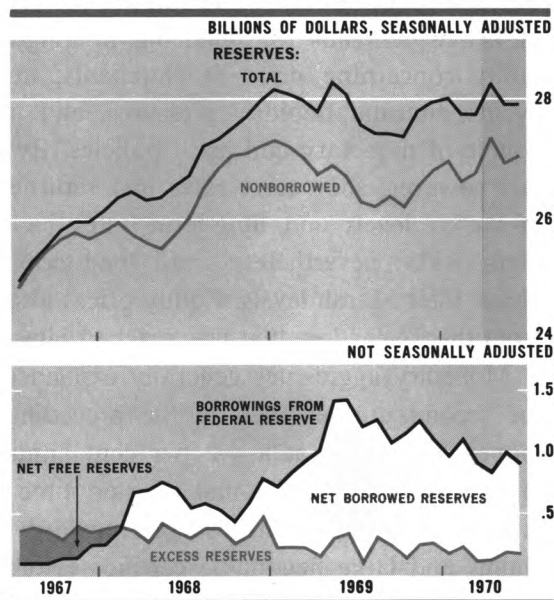 BILLIONS OF DOLLARS, SEASONALLY ADJUSTED
RESERVES:
TOTAL
28
NONBORROWED
26
24
NOT SEASONALLY ADJUSTED
1.5
BORROWINGS FROM
FEDERAL RESERVE
1.0
NET FREE RESERVES
NET BORROWED RESERVES
.5
EXCESS RESERVES
1967 1968 1969 1970